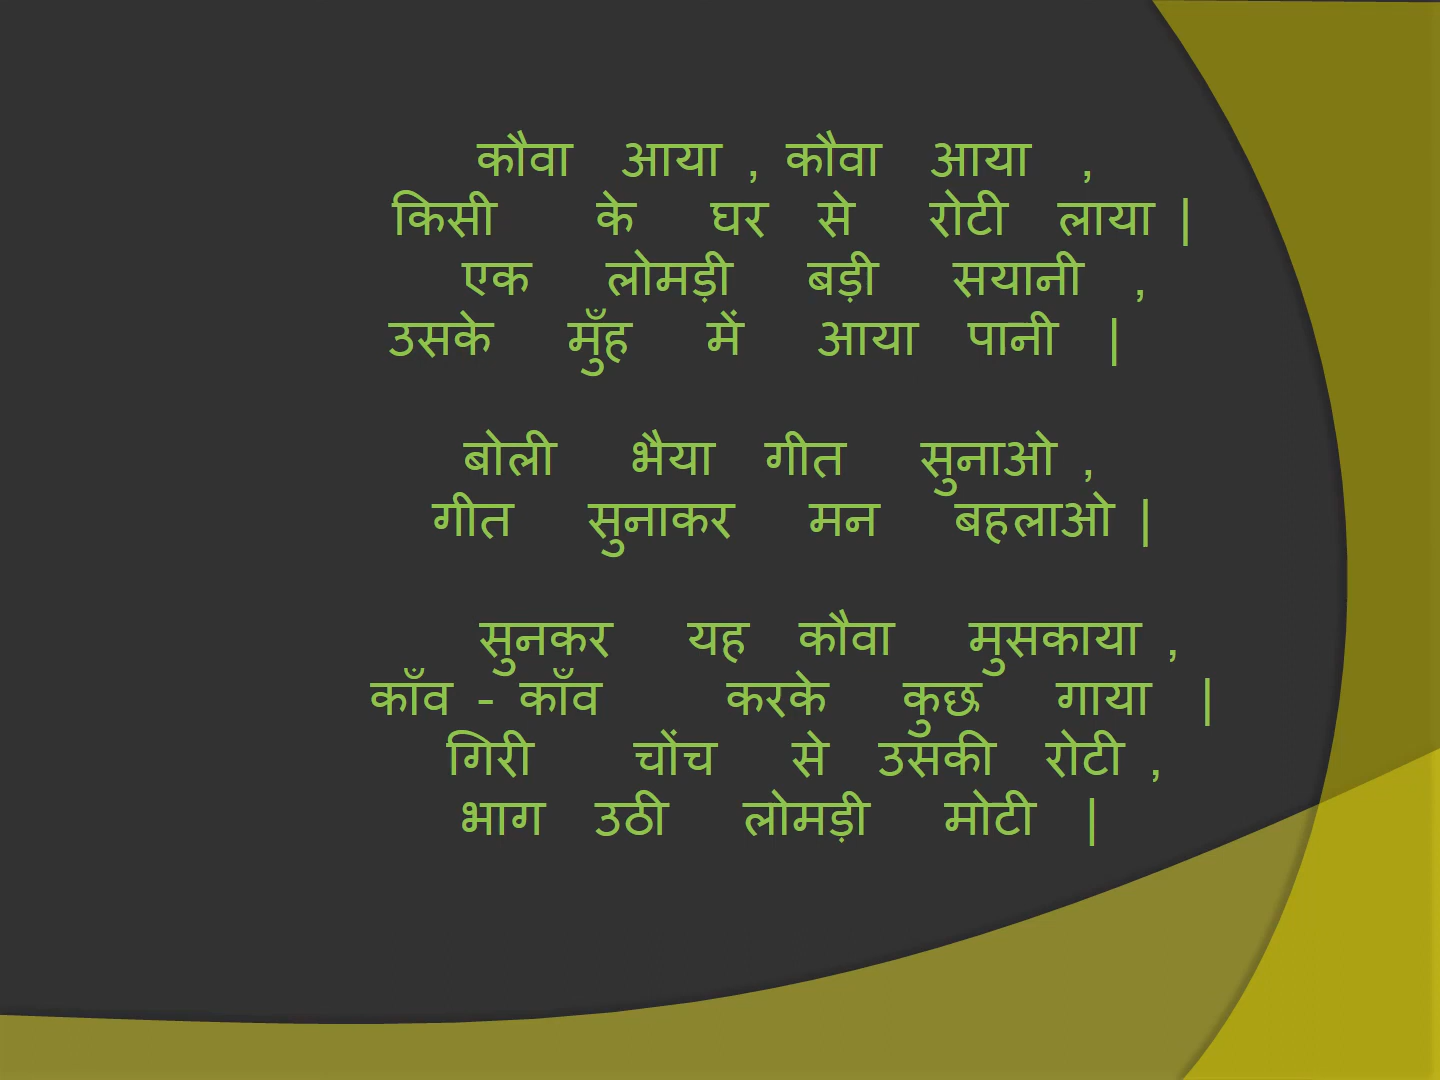 कौवा आया , कौवा आया ,
किसी के घर से रोटी लाया |
एक लोमड़ी बड़ी सयानी ,
उसके मुँह में आया पानी |
बोली भैया गीत सुनाओ ,
गीत सुनाकर मन बहलाओ |
सुनकर यह कौवा मुसकाया ,
काँव - काँव करके कुछ गाया |
गिरी चोंच से उसकी रोटी ,
भाग उठी लोमड़ी मोटी |